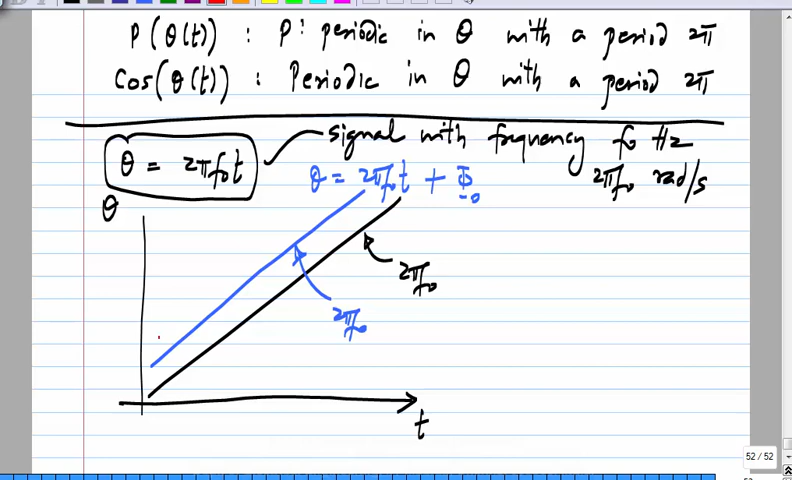 P(θ(t)) : P: periodic in θ with a period 2π
Cos(θ(t)) : Periodic in θ with a period 2π
θ = 2πf₀t
signal with frequency f₀ Hz
2πf₀ rad/s
θ = 2πf₀t + Φ₀
θ
2πf₀
2πf₀
t
52 / 52